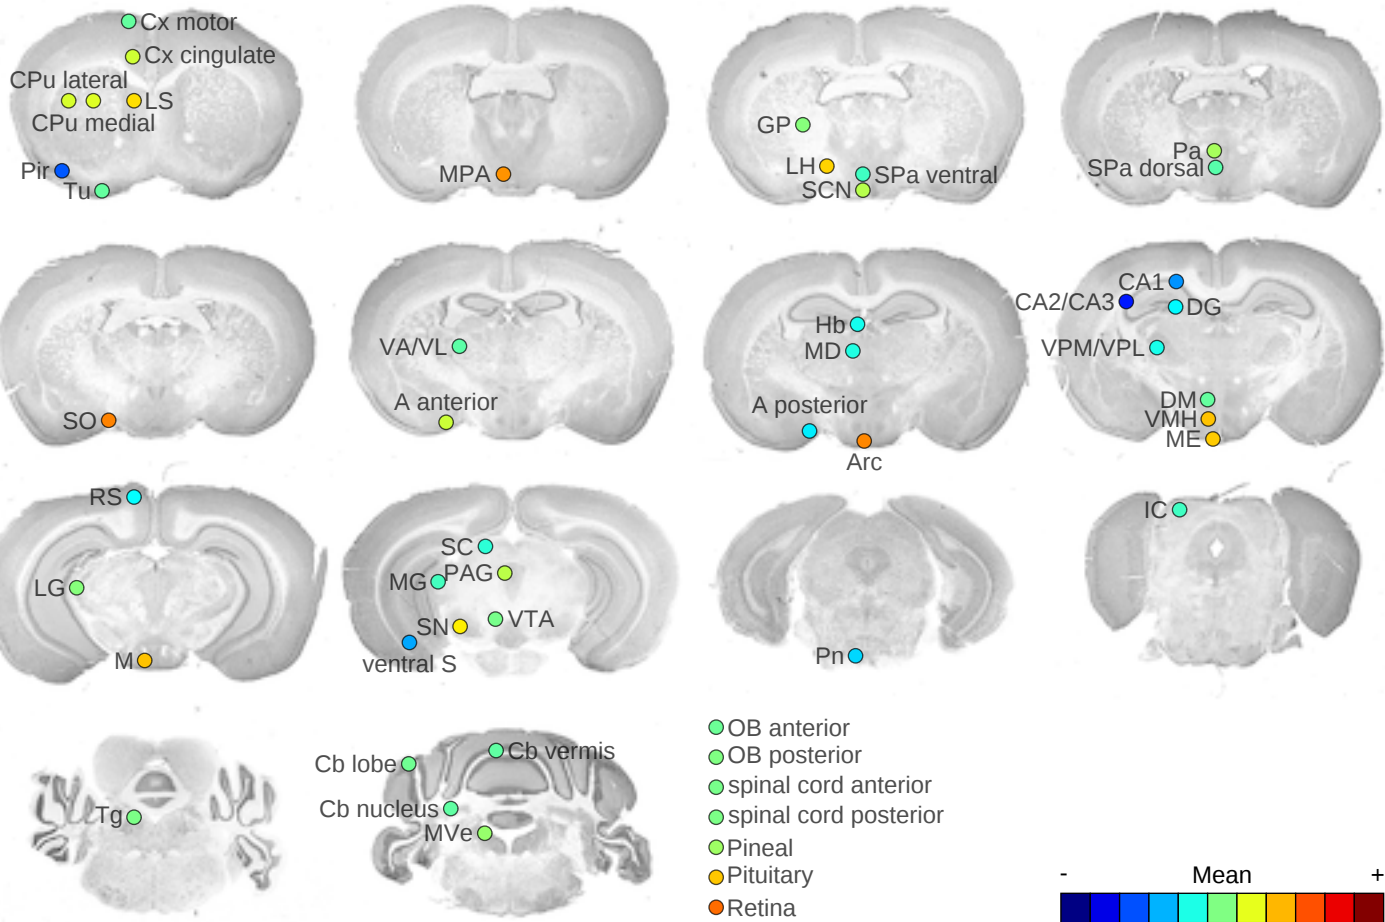 Cx motor
Cx cingulate
CPu lateral
LS
CPu medial
Pir
Tu
MPA
GP
LH
SPa ventral
SCN
Pa
SPa dorsal
SO
VA/VL
A anterior
Hb
MD
A posterior
Arc
CA1
CA2/CA3
DG
VPM/VPL
DM
VMH
ME
RS
LG
M
SC
MG
PAG
SN
VTA
ventral S
Pn
IC
Tg
Cb lobe
Cb vermis
Cb nucleus
MVe
OB anterior
OB posterior
spinal cord anterior
spinal cord posterior
Pineal
Pituitary
Retina
- Mean +